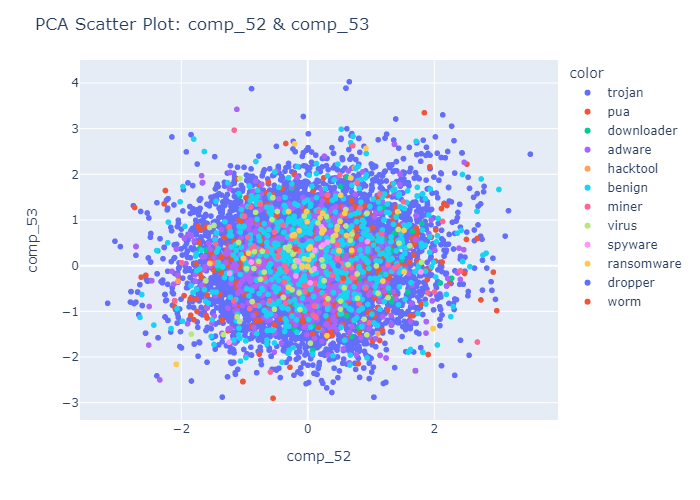 PCA Scatter Plot: comp_52 & comp_53
color
trojan
pua
downloader
adware
hacktool
benign
miner
virus
spyware
ransomware
dropper
worm
comp_53
4
3
2
1
0
−1
−2
−3
−2
0
2
comp_52